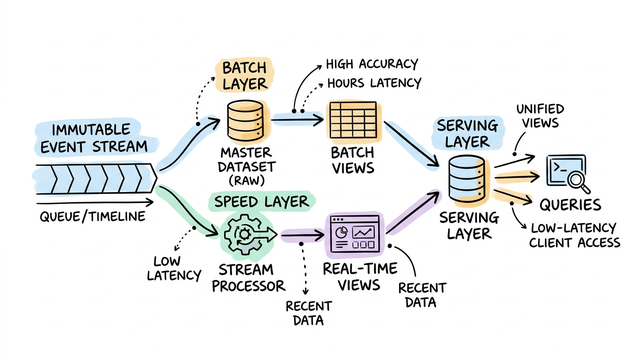 IMMUTABLE
EVENT STREAM
QUEUE/TIMELINE
BATCH
LAYER
MASTER
DATASET
(RAW)
HIGH ACCURACY
HOURS LATENCY
BATCH
VIEWS
SPEED LAYER
LOW
LATENCY
STREAM
PROCESSOR
RECENT
DATA
REAL-TIME
VIEWS
RECENT
DATA
SERVING
LAYER
SERVING
LAYER
UNIFIED
VIEWS
QUERIES
LOW-LATENCY
CLIENT ACCESS